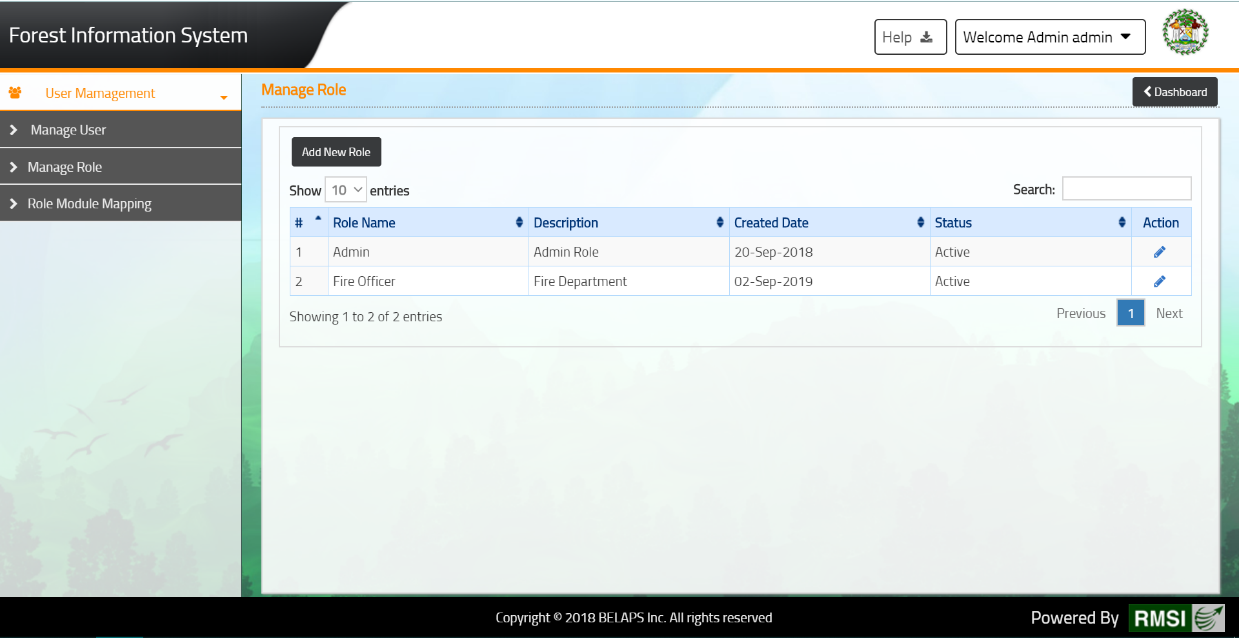 Forest Information System
Help
Welcome Admin admin
User Mamagement
Manage User
Manage Role
Role Module Mapping
Manage Role
Dashboard
Add New Role
Show 10 entries
Search:
# Role Name Description Created Date Status Action
1 Admin Admin Role 20-Sep-2018 Active
2 Fire Officer Fire Department 02-Sep-2019 Active
Showing 1 to 2 of 2 entries
Previous 1 Next
Copyright © 2018 BELAPS Inc. All rights reserved
Powered By RMSI